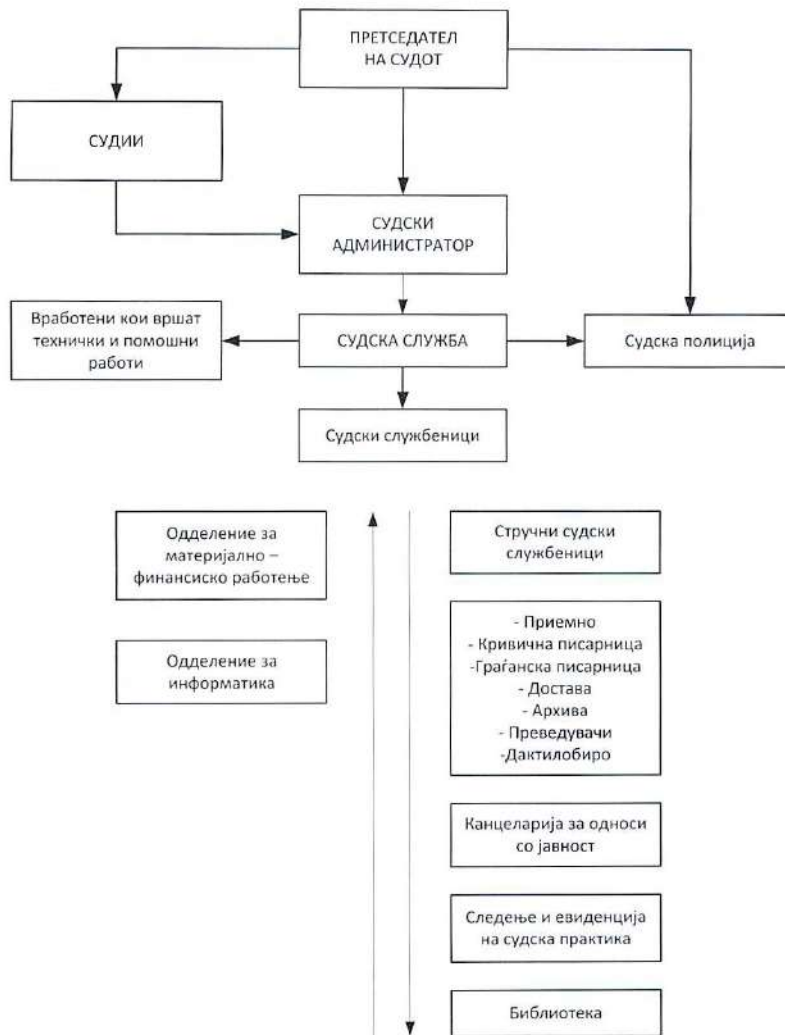 ПРЕТСЕДАТЕЛ
НА СУДОТ
СУДИИ
СУДСКИ
АДМИНИСТРАТОР
Вработени кои вршат
технички и помошни
работи
СУДСКА СЛУЖБА
Судска полиција
Судски службеници
Одделение за
материјално –
финансиско работење
Одделение за
информатика
Стручни судски
службеници
- Приемно
- Кривична писарница
-Граѓанска писарница
- Достава
- Архива
- Преведувачи
-Дактилобиро
Канцеларија за односи
со јавност
Следење и евиденција
на судска практика
Библиотека